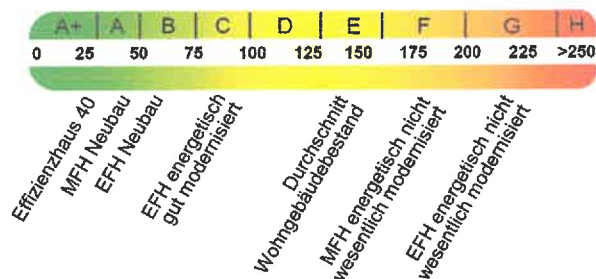 A+ A B C D E F G H
0 25 50 75 100 125 150 175 200 225 >250
Effizienzhaus 40
MFH Neubau
EFH Neubau
EFH energetisch
gut modernisiert
Durchschnitt
Wohngebäudebestand
MFH energetisch nicht
wesentlich modernisiert
EFH energetisch nicht
wesentlich modernisiert